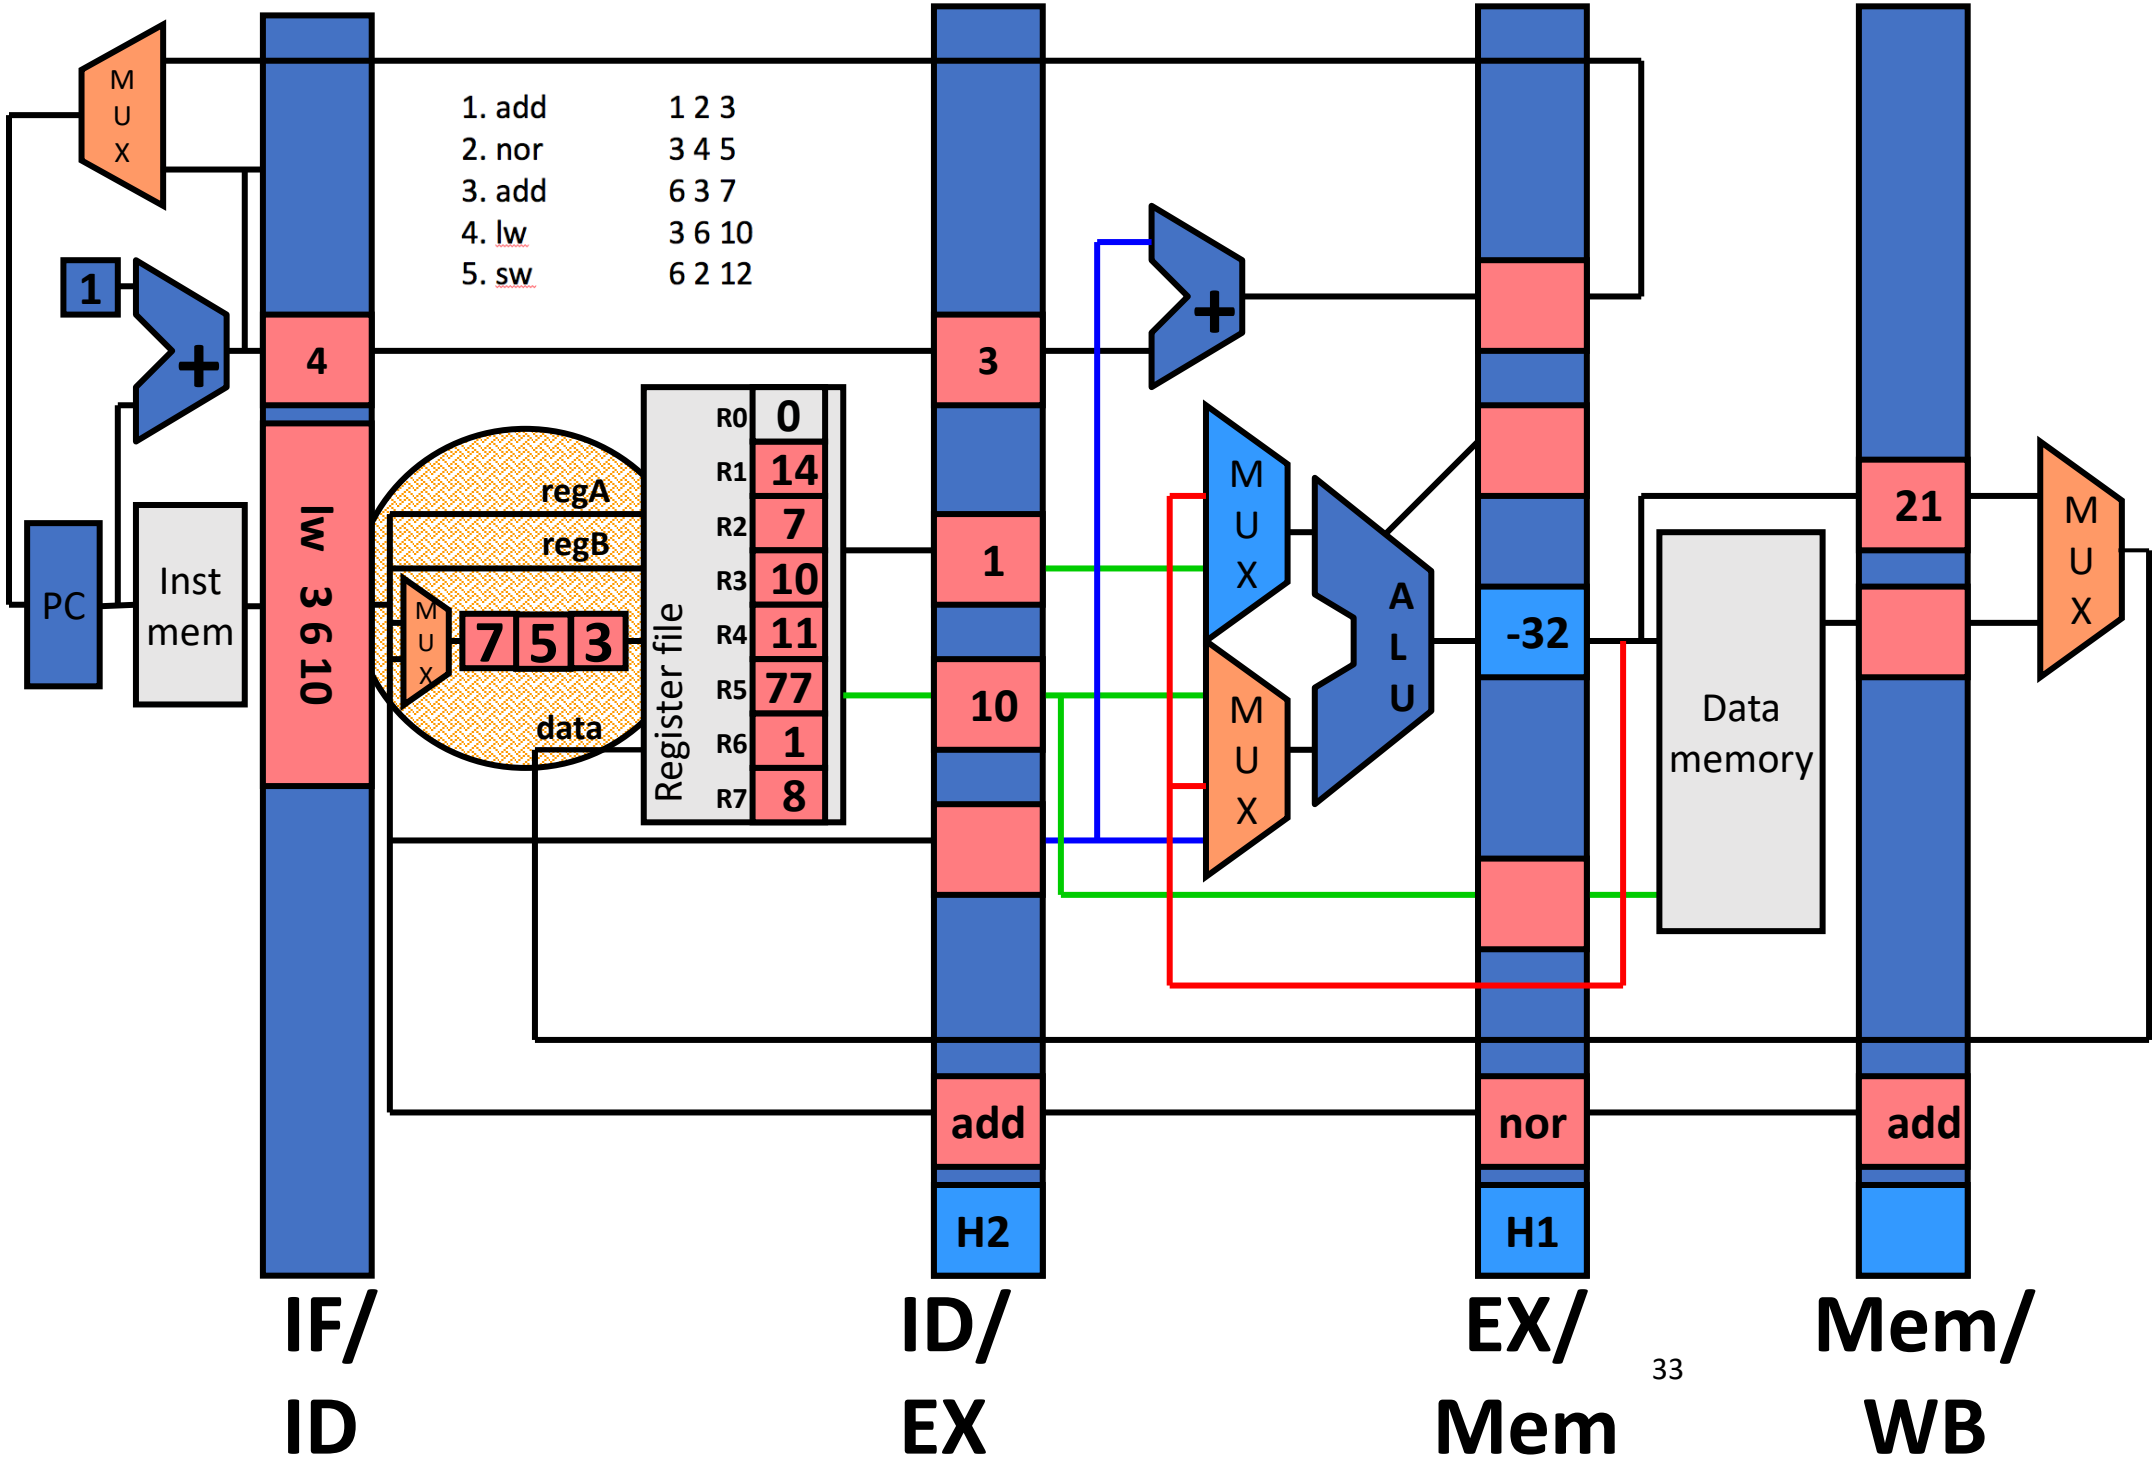 1. add 1 2 3
2. nor 3 4 5
3. add 6 3 7
4. lw 3 6 10
5. sw 6 2 12
M
U
X
1
+
4
3
+
PC
Inst
mem
lw 3 6 10
regA
regB
M
U
X
7 5 3
data
Register file
R0 0
R1 14
R2 7
R3 10
R4 11
R5 77
R6 1
R7 8
1
10
M
U
X
M
U
X
A
L
U
-32
Data
memory
21
M
U
X
add
nor
add
H2
H1
IF/
ID
ID/
EX
EX/
Mem
33
Mem/
WB